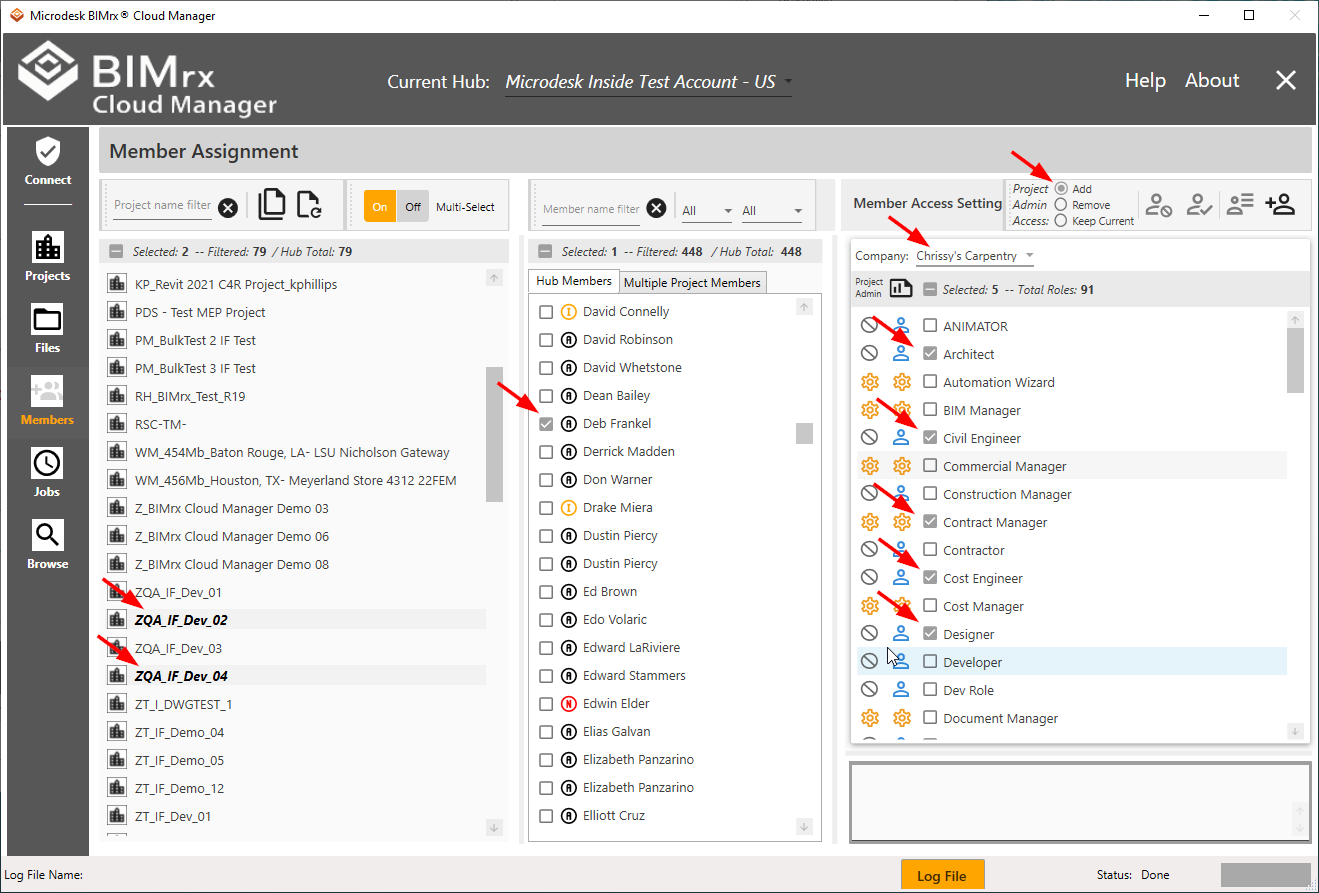 Microdesk BIMrx® Cloud Manager
BIMrx
Cloud Manager
Current Hub: Microdesk Inside Test Account - US
Help About
Connect
Projects
Files
Members
Jobs
Browse
Member Assignment
Project name filter
On Off Multi-Select
Selected: 2 -- Filtered: 79 / Hub Total: 79
KP_Revit 2021 C4R Project_kphillips
PDS - Test MEP Project
PM_BulkTest 2 IF Test
PM_BulkTest 3 IF Test
RH_BIMrx_Test_R19
RSC-TM-
WM_454Mb_Baton Rouge, LA- LSU Nicholson Gateway
WM_456Mb_Houston, TX- Meyerland Store 4312 22FEM
Z_BIMrx Cloud Manager Demo 03
Z_BIMrx Cloud Manager Demo 06
Z_BIMrx Cloud Manager Demo 08
ZQA_IF_Dev_01
ZQA_IF_Dev_02
ZQA_IF_Dev_03
ZQA_IF_Dev_04
ZT_I_DWGTEST_1
ZT_IF_Demo_04
ZT_IF_Demo_05
ZT_IF_Demo_12
ZT_IF_Dev_01
Member name filter
All All
Selected: 1 -- Filtered: 448 / Hub Total: 448
Hub Members Multiple Project Members
I David Connelly
A David Robinson
A David Whetstone
A Dean Bailey
A Deb Frankel
A Derrick Madden
A Don Warner
I Drake Miera
A Dustin Piercy
A Dustin Piercy
A Ed Brown
A Edo Volaric
A Edward LaRiviere
A Edward Stammers
N Edwin Elder
A Elias Galvan
A Elizabeth Panzarino
A Elizabeth Panzarino
A Elliott Cruz
Member Access Setting
Project Admin Access:
Add
Remove
Keep Current
Company: Chrissy's Carpentry
Project Admin
Selected: 5 -- Total Roles: 91
ANIMATOR
Architect
Automation Wizard
BIM Manager
Civil Engineer
Commercial Manager
Construction Manager
Contract Manager
Contractor
Cost Engineer
Cost Manager
Designer
Developer
Dev Role
Document Manager
Log File Name:
Log File
Status: Done